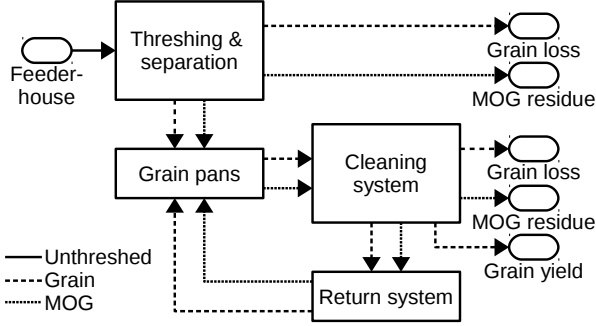 Threshing &
separation
Feeder-
house
Grain loss
MOG residue
Grain pans
Cleaning
system
Grain loss
MOG residue
Grain yield
Return system
Unthreshed
Grain
MOG